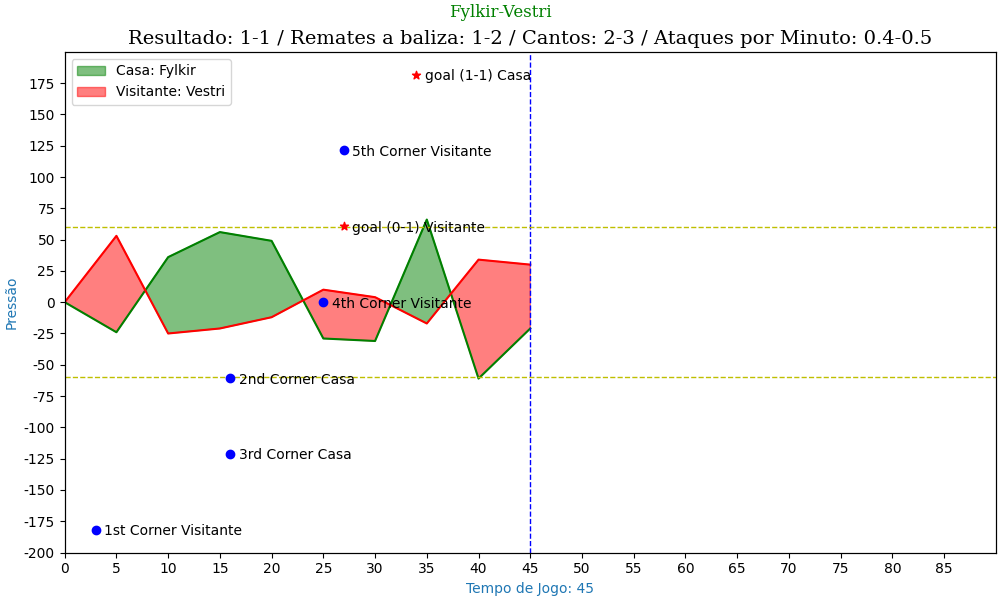 Fylkir-Vestri
Resultado: 1-1 / Remates a baliza: 1-2 / Cantos: 2-3 / Ataques por Minuto: 0.4-0.5
Casa: Fylkir
Visitante: Vestri
goal (1-1) Casa
5th Corner Visitante
goal (0-1) Visitante
4th Corner Visitante
2nd Corner Casa
3rd Corner Casa
1st Corner Visitante
Pressão
175
150
125
100
75
50
25
0
-25
-50
-75
-100
-125
-150
-175
-200
0 5 10 15 20 25 30 35 40 45 50 55 60 65 70 75 80 85
Tempo de Jogo: 45